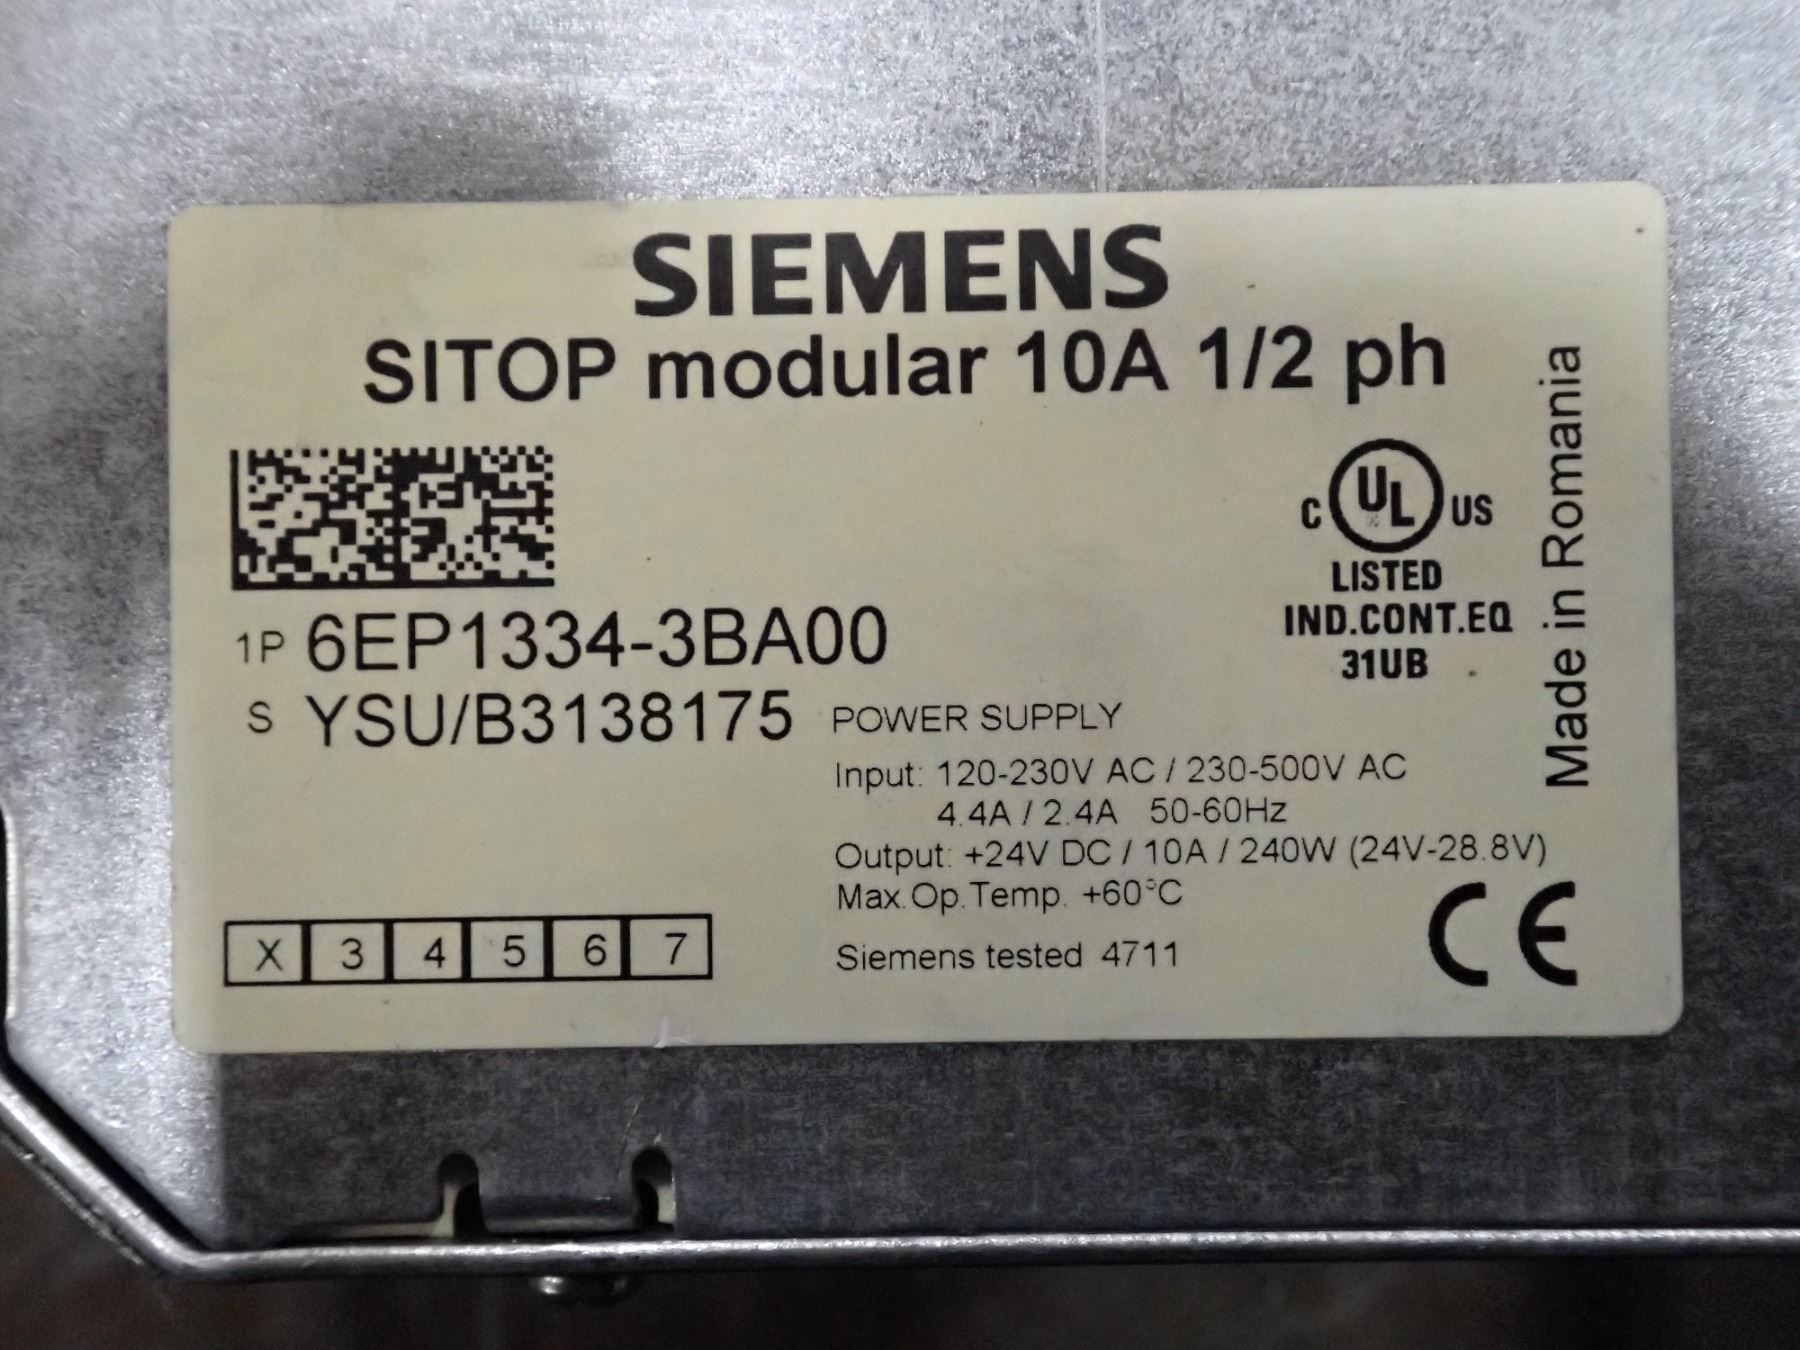 SIEMENS
SITOP modular 10A 1/2 ph
C UL US
LISTED
IND.CONT.EQ
31UB
Made in Romania
1P 6EP1334-3BA00
S YSU/B3138175
POWER SUPPLY
Input: 120-230V AC / 230-500V AC
4.4A / 2.4A 50-60Hz
Output: +24V DC / 10A / 240W (24V-28.8V)
Max.Op.Temp. +60°C
Siemens tested 4711
X 3 4 5 6 7
CE